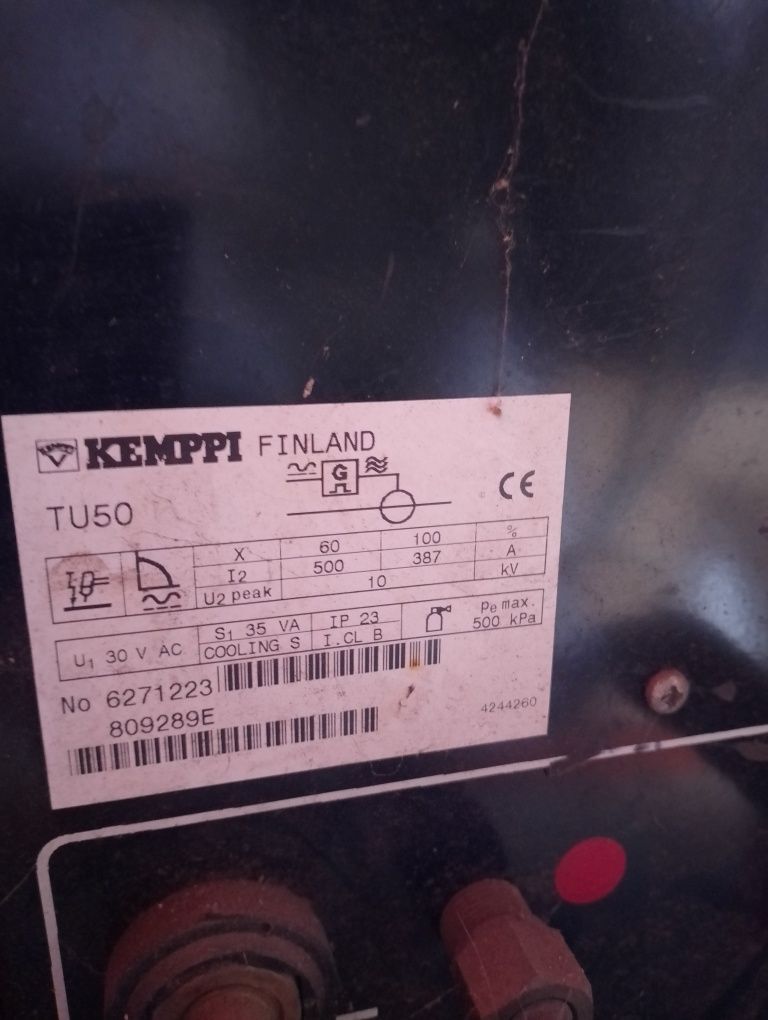 KEMPPI FINLAND
G
TU50
CE
X 60 100 %
I2 500 387 A
U2 peak 10 kV
U1 30 V AC
S1 35 VA IP 23
COOLING S I.CL B
Pe max.
500 kPa
No 6271223
809289E
4244260